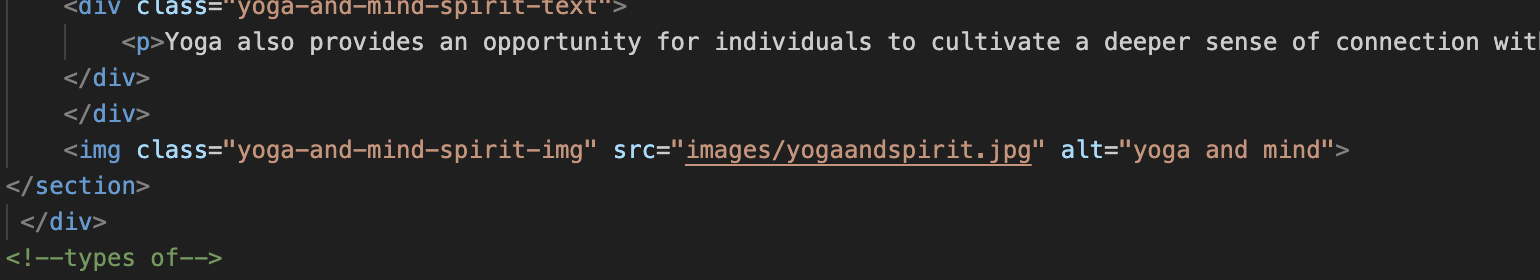 <div class="yoga-and-mind-spirit-text">
<p>Yoga also provides an opportunity for individuals to cultivate a deeper sense of connection with
</div>
</div>
<img class="yoga-and-mind-spirit-img" src="images/yogaandspirit.jpg" alt="yoga and mind">
</section>
</div>
<!--types of-->